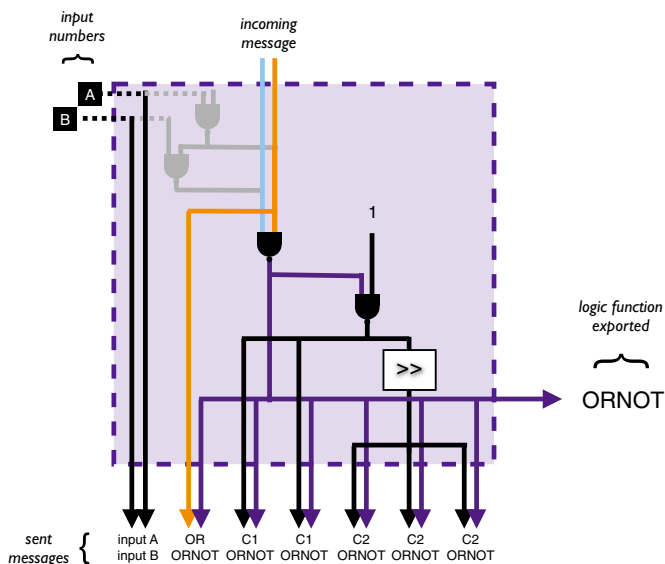 input
numbers
incoming
message
A
B
1
logic function
exported
>>
ORNOT
sent
messages
input A
input B
OR
ORNOT
C1
ORNOT
C1
ORNOT
C2
ORNOT
C2
ORNOT
C2
ORNOT